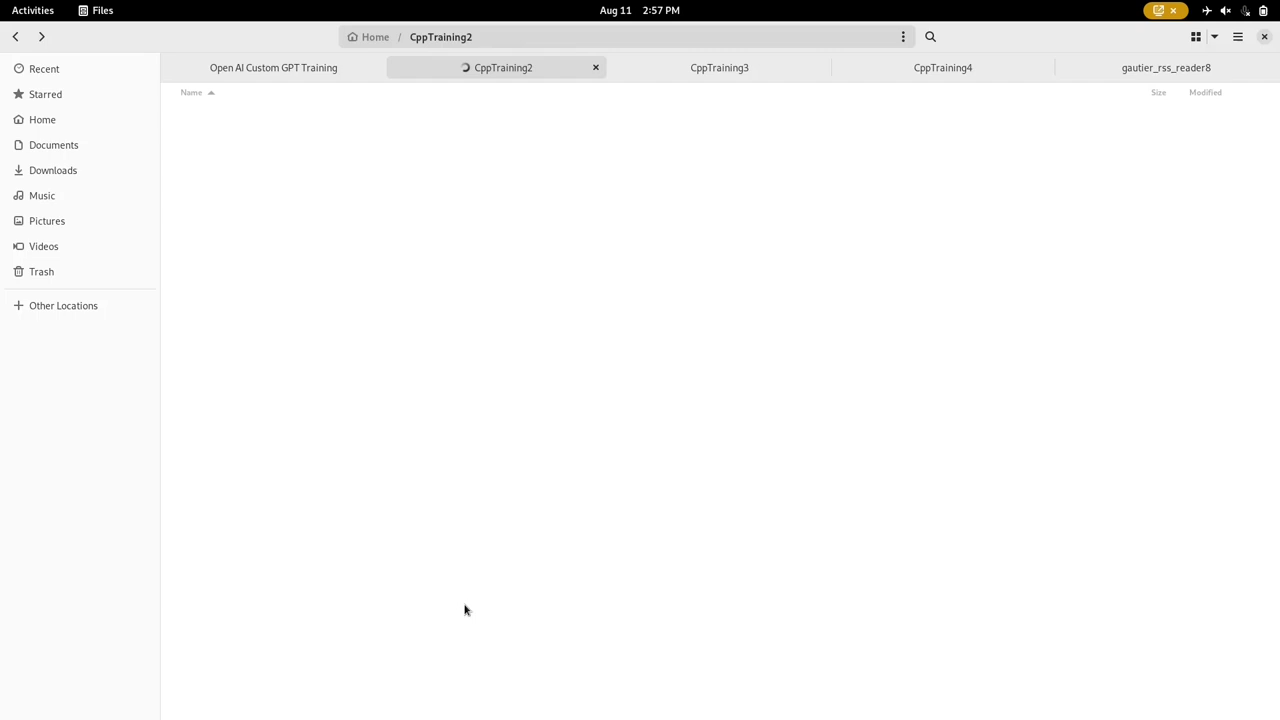 Activities Files Aug 11 2:57 PM
Home / CppTraining2
Recent
Starred
Home
Documents
Downloads
Music
Pictures
Videos
Trash
Other Locations
Open AI Custom GPT Training CppTraining2 CppTraining3 CppTraining4 gautier_rss_reader8
Name Size Modified